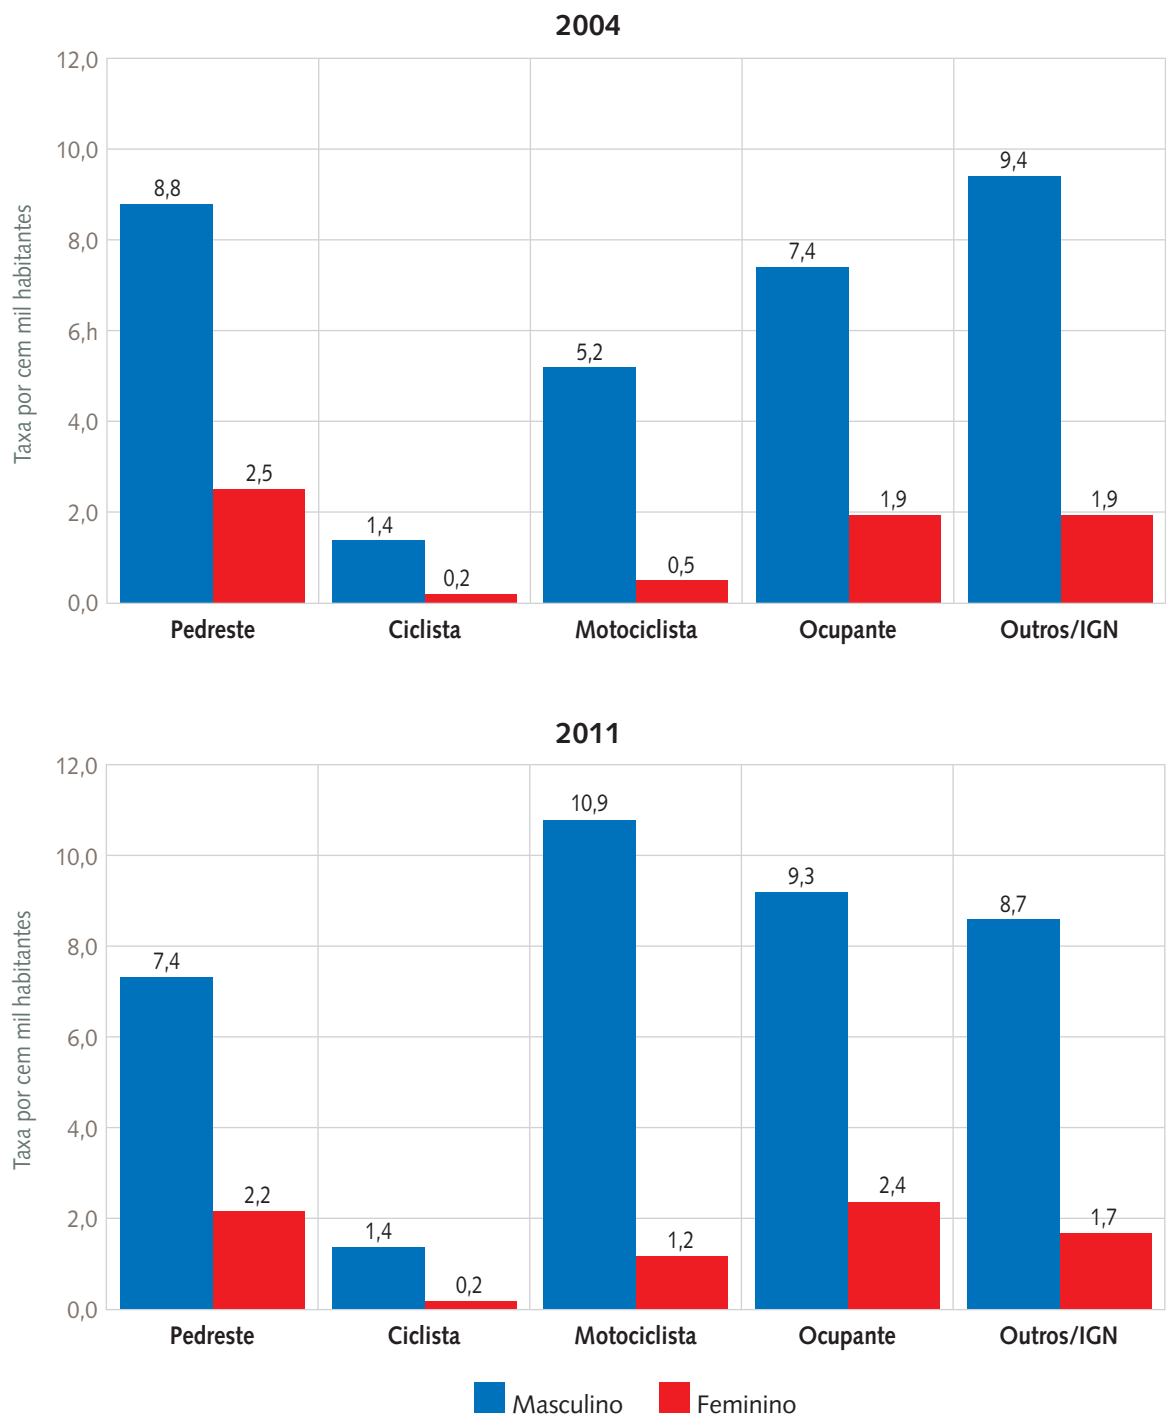 2004
Taxa por cem mil habitantes
12,0
10,0
8,0
6,h
4,0
2,0
0,0
8,8
2,5
1,4
0,2
5,2
0,5
7,4
1,9
9,4
1,9
Pedreste
Ciclista
Motociclista
Ocupante
Outros/IGN
2011
Taxa por cem mil habitantes
12,0
10,0
8,0
6,0
4,0
2,0
0,0
7,4
2,2
1,4
0,2
10,9
1,2
9,3
2,4
8,7
1,7
Pedreste
Ciclista
Motociclista
Ocupante
Outros/IGN
Masculino
Feminino